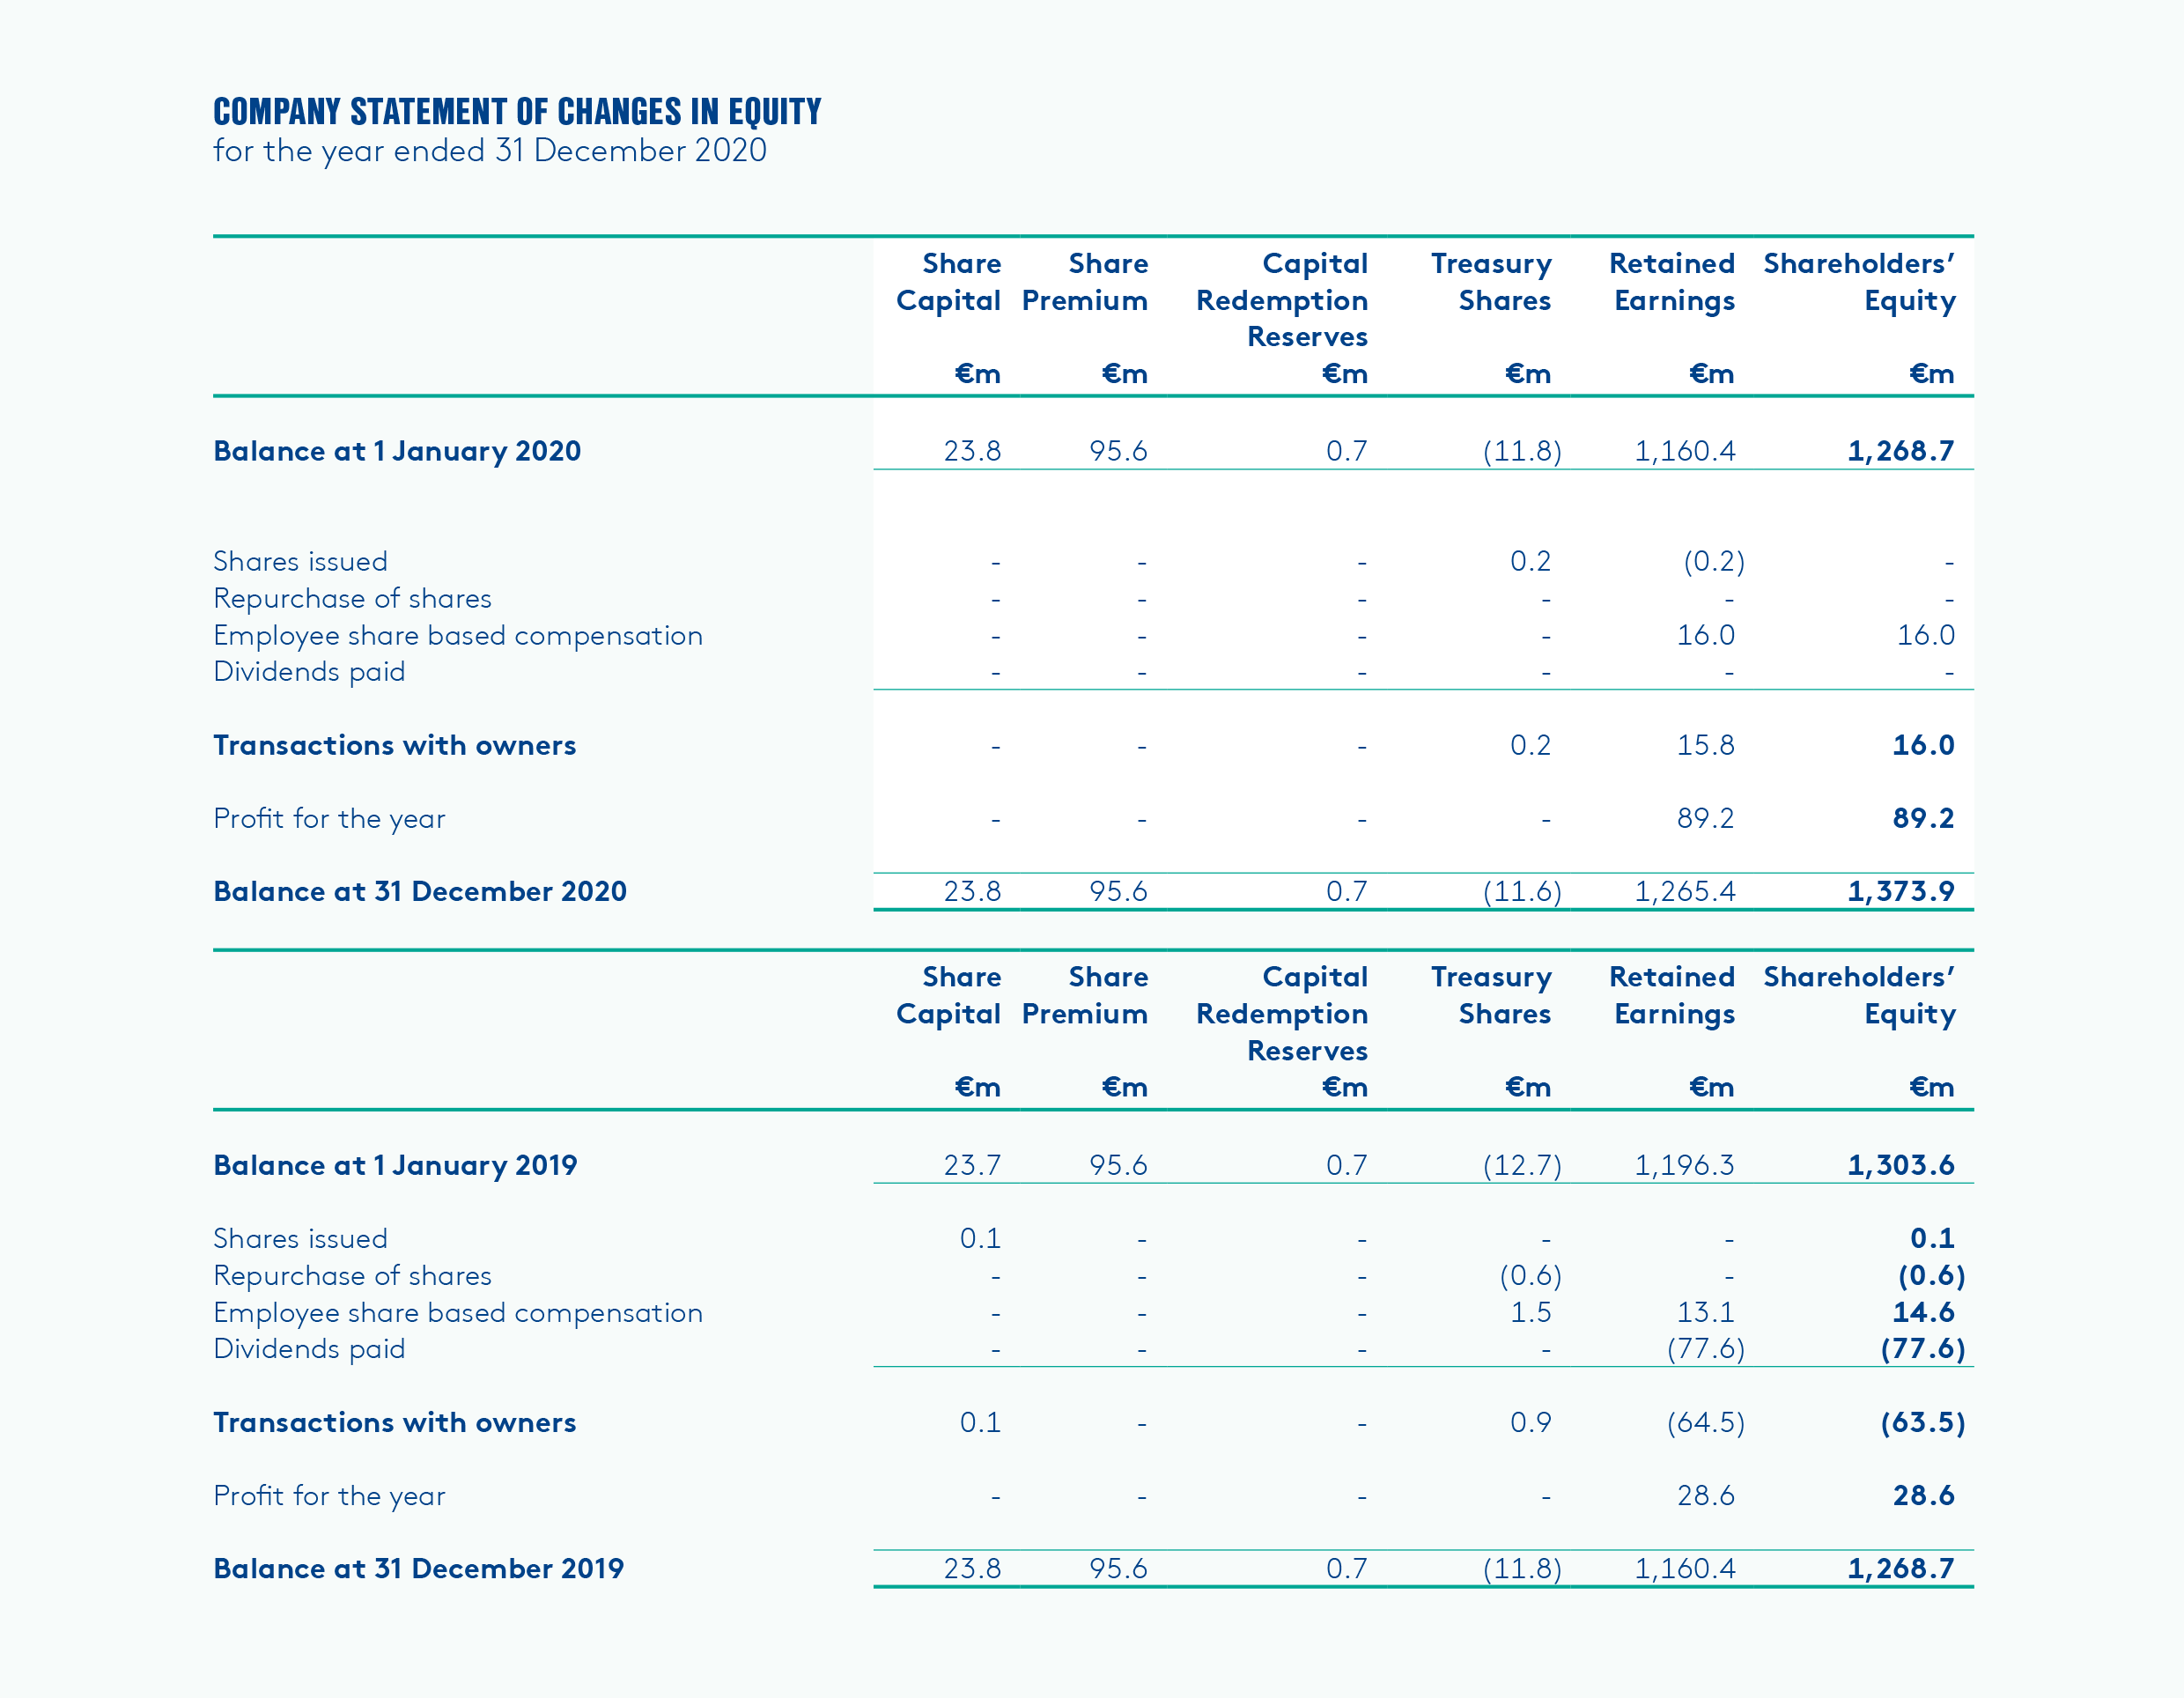 COMPANY STATEMENT OF CHANGES IN EQUITY
for the year ended 31 December 2020
Share Share Capital Treasury Retained Shareholders’
Capital Premium Redemption Shares Earnings Equity
Reserves
€m €m €m €m €m €m
Balance at 1 January 2020 23.8 95.6 0.7 (11.8) 1,160.4 1,268.7
Shares issued - - - 0.2 (0.2) -
Repurchase of shares - - - - - -
Employee share based compensation - - - - 16.0 16.0
Dividends paid - - - - - -
Transactions with owners - - - 0.2 15.8 16.0
Profit for the year - - - - 89.2 89.2
Balance at 31 December 2020 23.8 95.6 0.7 (11.6) 1,265.4 1,373.9
Share Share Capital Treasury Retained Shareholders’
Capital Premium Redemption Shares Earnings Equity
Reserves
€m €m €m €m €m €m
Balance at 1 January 2019 23.7 95.6 0.7 (12.7) 1,196.3 1,303.6
Shares issued 0.1 - - - - 0.1
Repurchase of shares - - - (0.6) - (0.6)
Employee share based compensation - - - 1.5 13.1 14.6
Dividends paid - - - - (77.6) (77.6)
Transactions with owners 0.1 - - 0.9 (64.5) (63.5)
Profit for the year - - - - 28.6 28.6
Balance at 31 December 2019 23.8 95.6 0.7 (11.8) 1,160.4 1,268.7